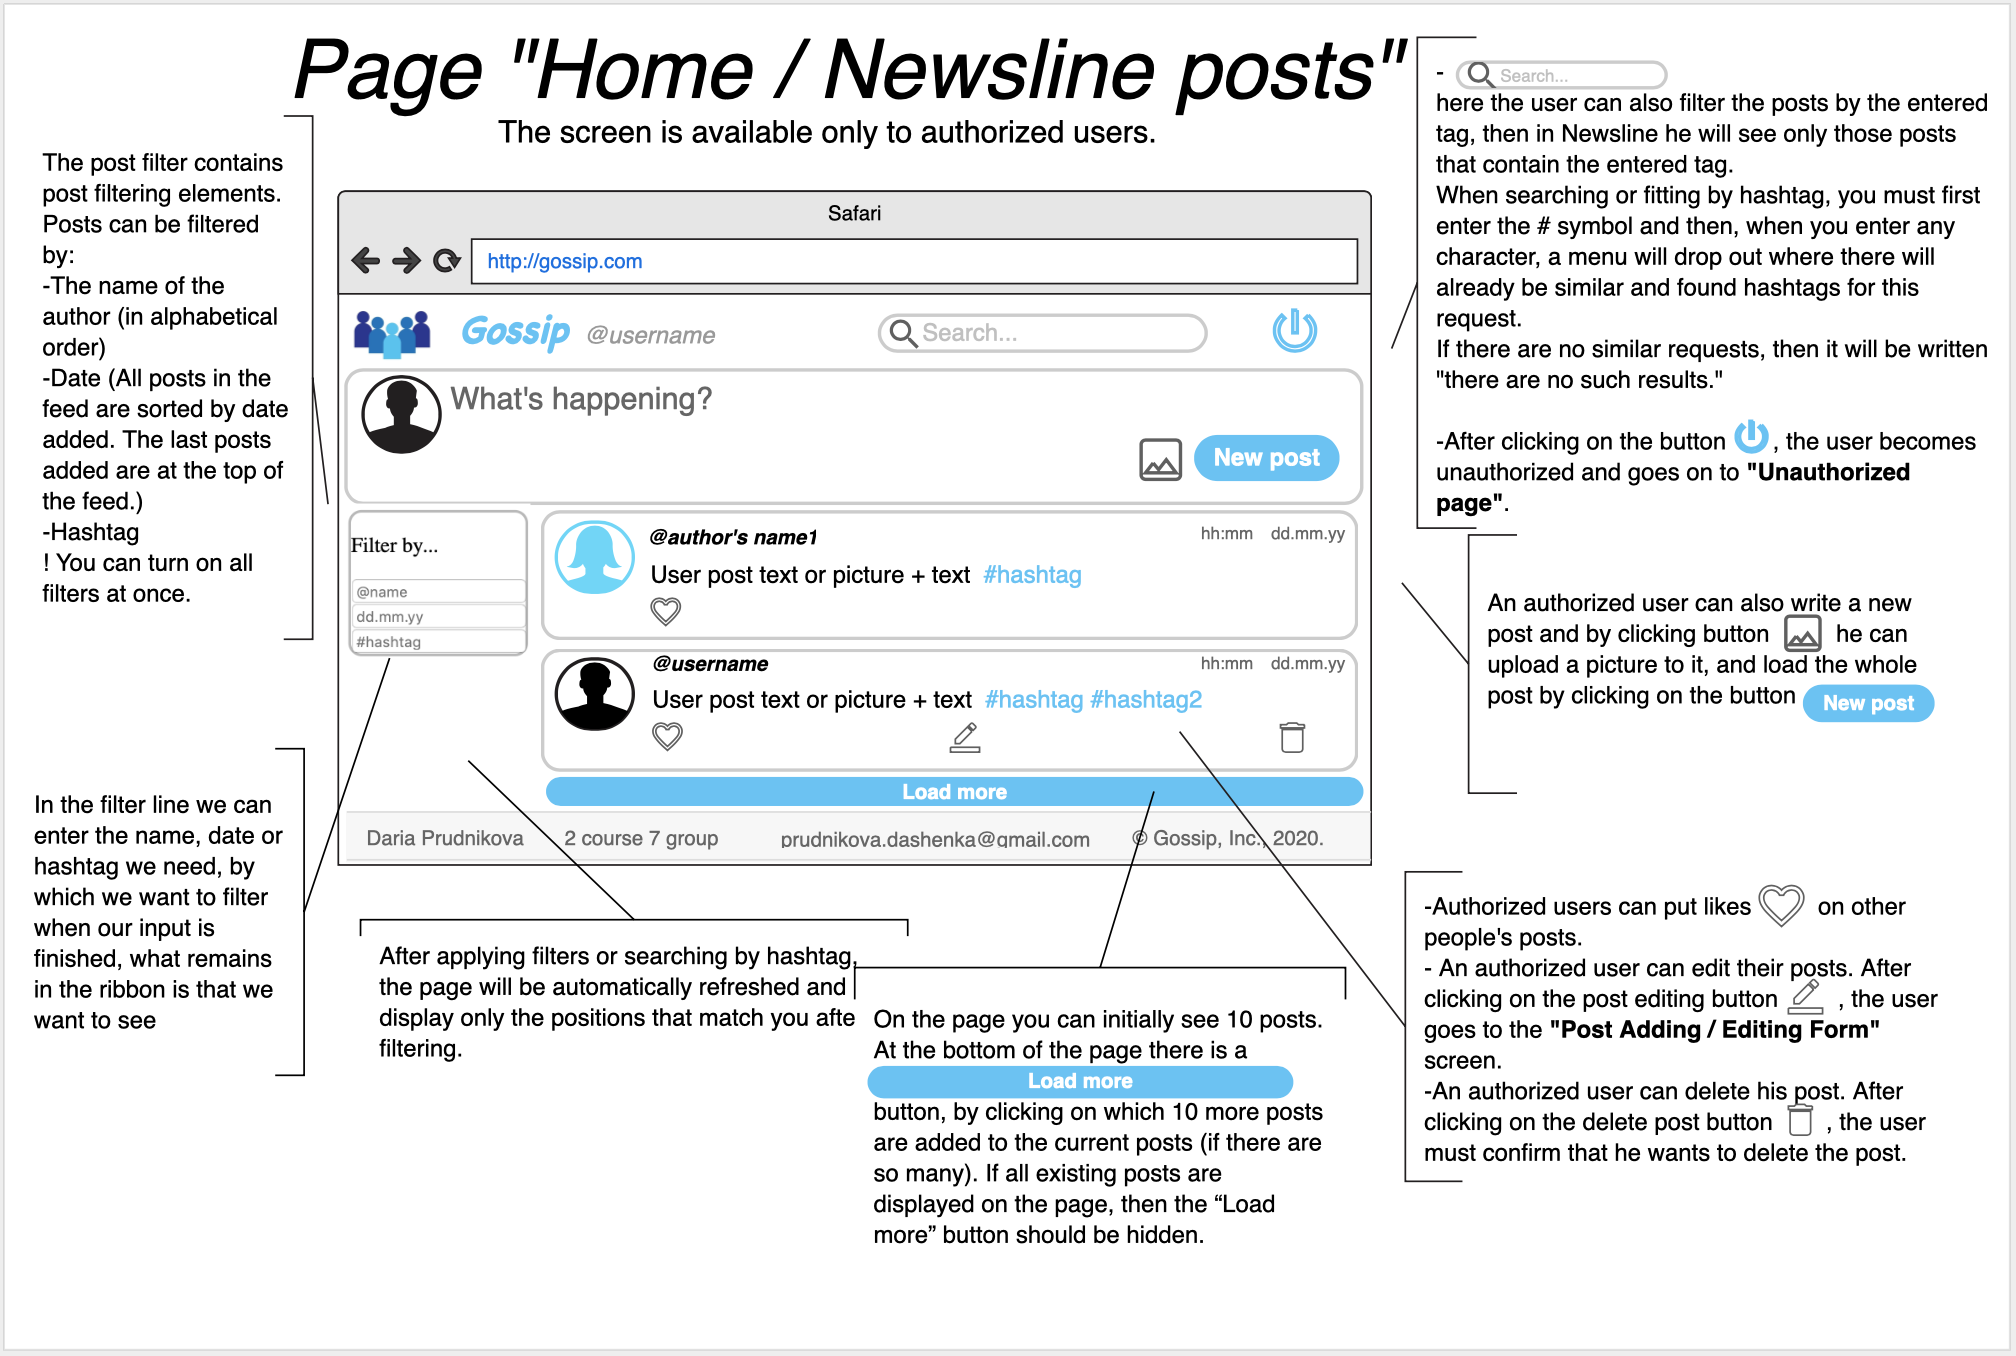 Page "Home / Newsline posts"
The screen is available only to authorized users.
The post filter contains
post filtering elements.
Posts can be filtered
by:
-The name of the
author (in alphabetical
order)
-Date (All posts in the
feed are sorted by date
added. The last posts
added are at the top of
the feed.)
-Hashtag
! You can turn on all
filters at once.
In the filter line we can
enter the name, date or
hashtag we need, by
which we want to filter
when our input is
finished, what remains
in the ribbon is that we
want to see
Safari
http://gossip.com
Gossip @username
Search...
What's happening?
New post
Filter by...
@name
dd.mm.yy
#hashtag
@author's name1 hh:mm dd.mm.yy
User post text or picture + text #hashtag
@username hh:mm dd.mm.yy
User post text or picture + text #hashtag #hashtag2
Load more
Daria Prudnikova 2 course 7 group prudnikova.dashenka@gmail.com © Gossip, Inc., 2020.
After applying filters or searching by hashtag,
the page will be automatically refreshed and
display only the positions that match you afte
filtering.
On the page you can initially see 10 posts.
At the bottom of the page there is a
Load more
button, by clicking on which 10 more posts
are added to the current posts (if there are
so many). If all existing posts are
displayed on the page, then the “Load
more” button should be hidden.
- Search...
here the user can also filter the posts by the entered
tag, then in Newsline he will see only those posts
that contain the entered tag.
When searching or fitting by hashtag, you must first
enter the # symbol and then, when you enter any
character, a menu will drop out where there will
already be similar and found hashtags for this
request.
If there are no similar requests, then it will be written
"there are no such results."
-After clicking on the button , the user becomes
unauthorized and goes on to "Unauthorized
page".
An authorized user can also write a new
post and by clicking button he can
upload a picture to it, and load the whole
post by clicking on the button New post
-Authorized users can put likes on other
people's posts.
- An authorized user can edit their posts. After
clicking on the post editing button , the user
goes to the "Post Adding / Editing Form"
screen.
-An authorized user can delete his post. After
clicking on the delete post button , the user
must confirm that he wants to delete the post.